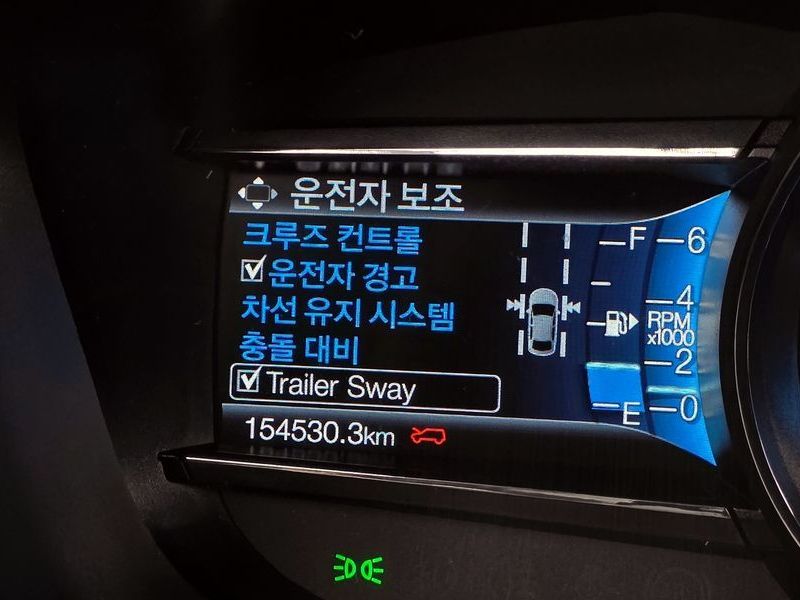 운전자 보조
크루즈 컨트롤
운전자 경고
차선 유지 시스템
충돌 대비
Trailer Sway
154530.3km
F
E
6
4
RPM
x1000
2
0